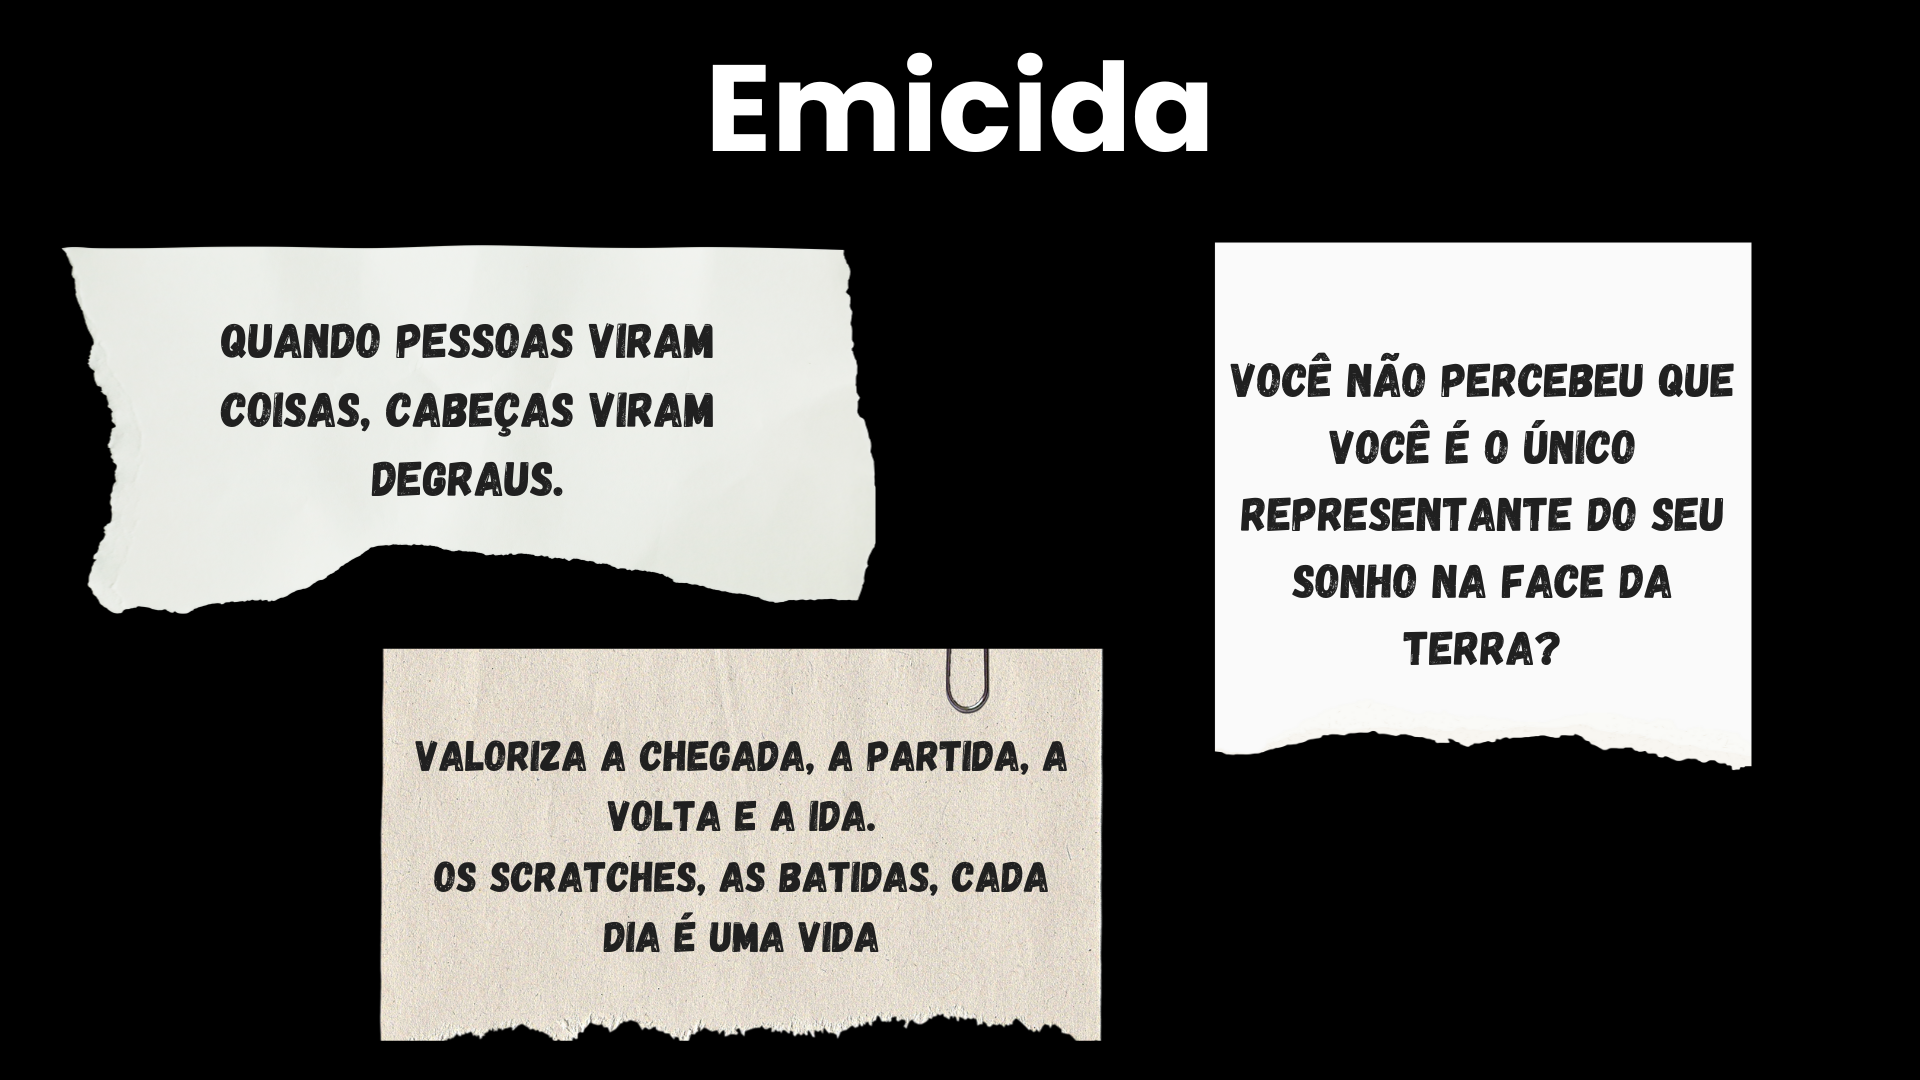 Emicida
QUANDO PESSOAS VIRAM
COISAS, CABEÇAS VIRAM
DEGRAUS.
VOCÊ NÃO PERCEBEU QUE
VOCÊ É O ÚNICO
REPRESENTANTE DO SEU
SONHO NA FACE DA
TERRA?
VALORIZA A CHEGADA, A PARTIDA, A
VOLTA E A IDA.
OS SCRATCHES, AS BATIDAS, CADA
DIA É UMA VIDA